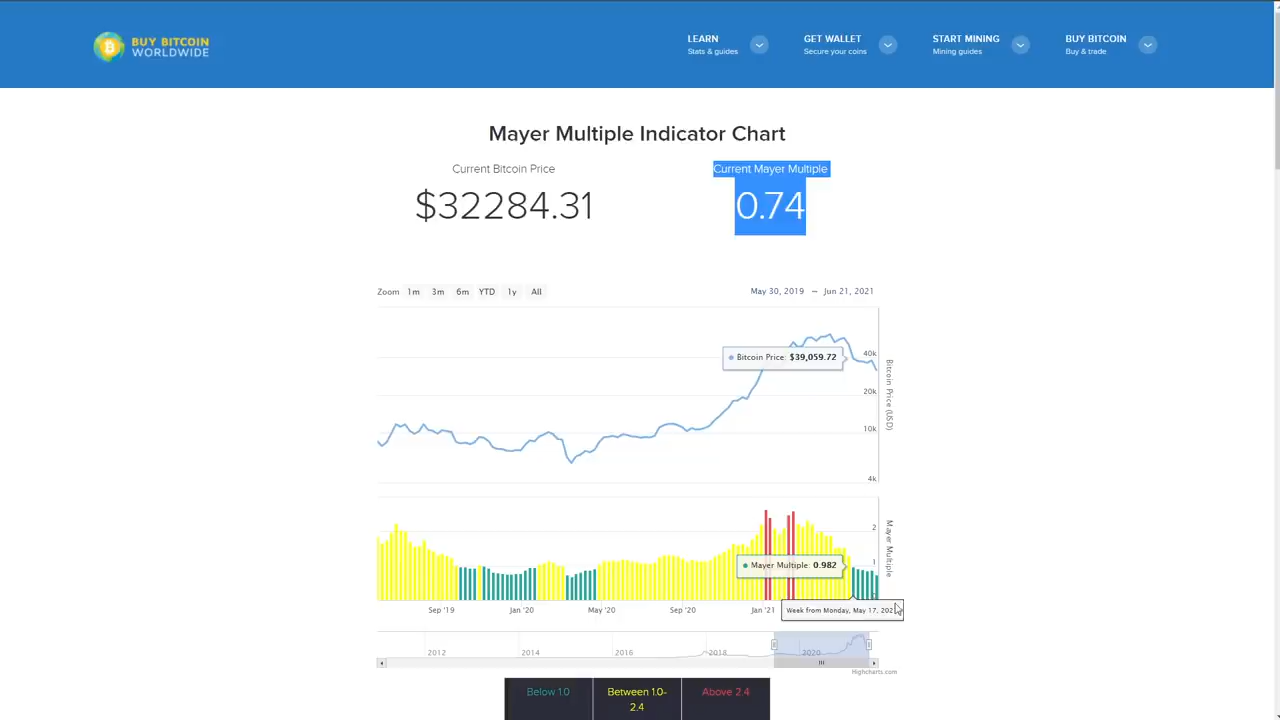 BUY BITCOIN
WORLDWIDE
LEARN
Stats & guides
GET WALLET
Secure your coins
START MINING
Mining guides
BUY BITCOIN
Buy & trade
Mayer Multiple Indicator Chart
Current Bitcoin Price
$32284.31
Current Mayer Multiple
0.74
Zoom 1m 3m 6m YTD 1y All
May 30, 2019 ~ Jun 21, 2021
Bitcoin Price: $39,059.72
40k
20k
10k
4k
Bitcoin Price (USD)
Mayer Multiple: 0.982
2
1
Mayer Multiple
Sep '19 Jan '20 May '20 Sep '20 Jan '21
Week from Monday, May 17, 202
2012 2014 2016 2018 2020
Highcharts.com
Below 1.0
Between 1.0-
2.4
Above 2.4